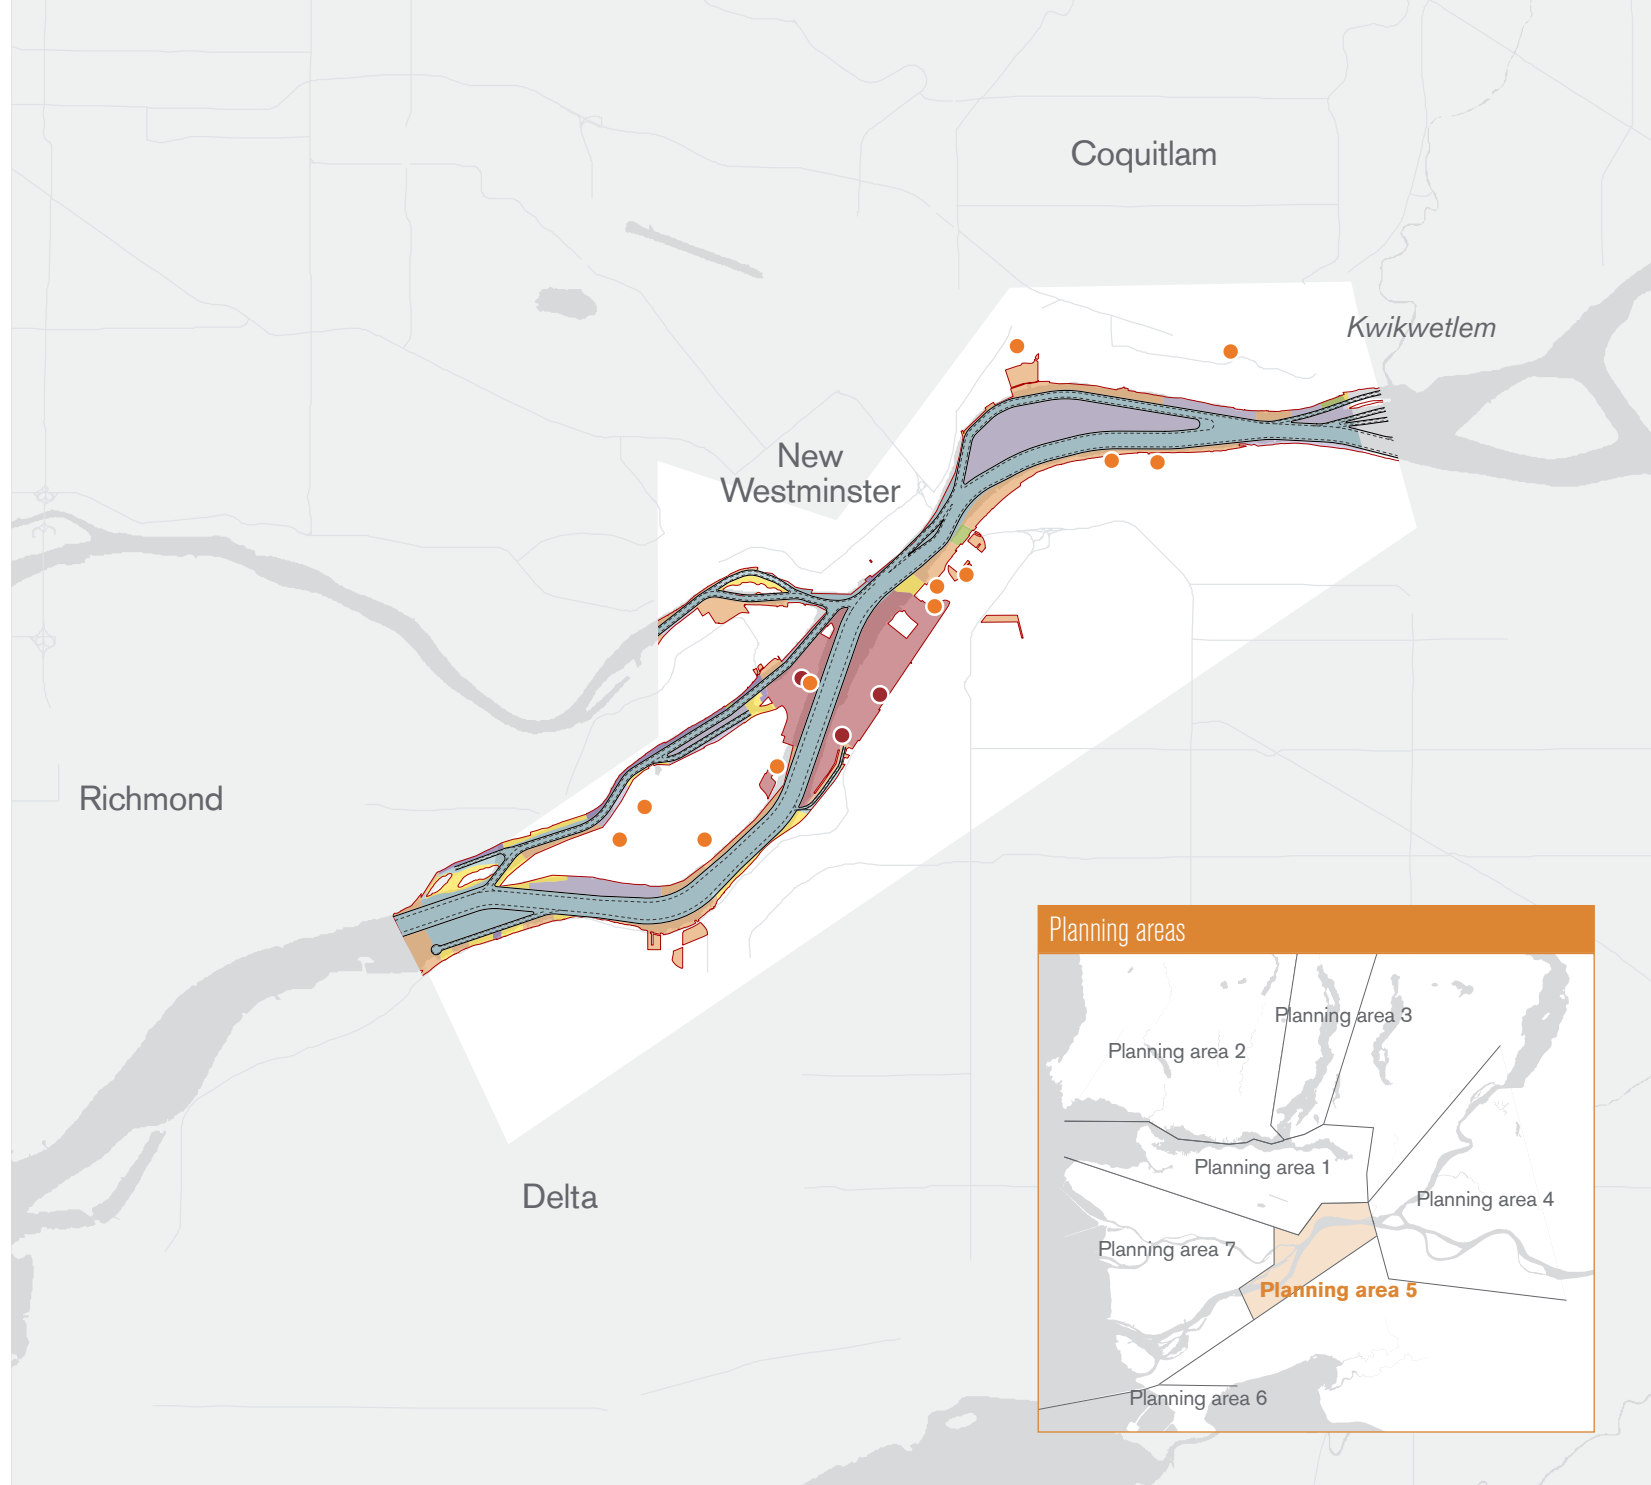 Coquitlam
Kwikwetlem
New
Westminster
Richmond
Delta
Planning areas
Planning area 3
Planning area 2
Planning area 1
Planning area 4
Planning area 7
Planning area 5
Planning area 6